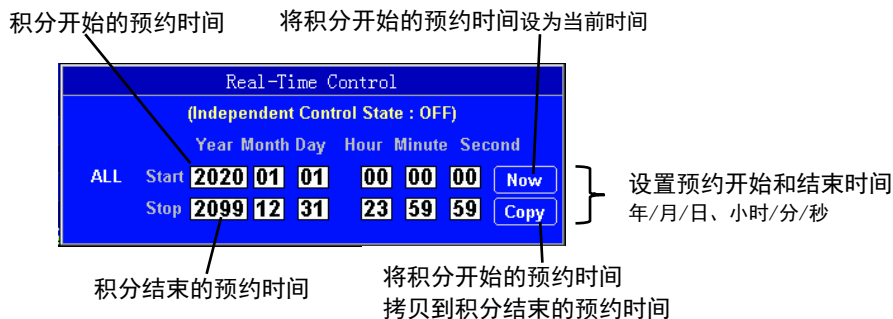 积分开始的预约时间
将积分开始的预约时间设为当前时间
Real-Time Control
(Independent Control State : OFF)
Year Month Day Hour Minute Second
ALL Start 2020 01 01 00 00 00 Now
Stop 2099 12 31 23 59 59 Copy
设置预约开始和结束时间
年/月/日、小时/分/秒
积分结束的预约时间
将积分开始的预约时间
拷贝到积分结束的预约时间